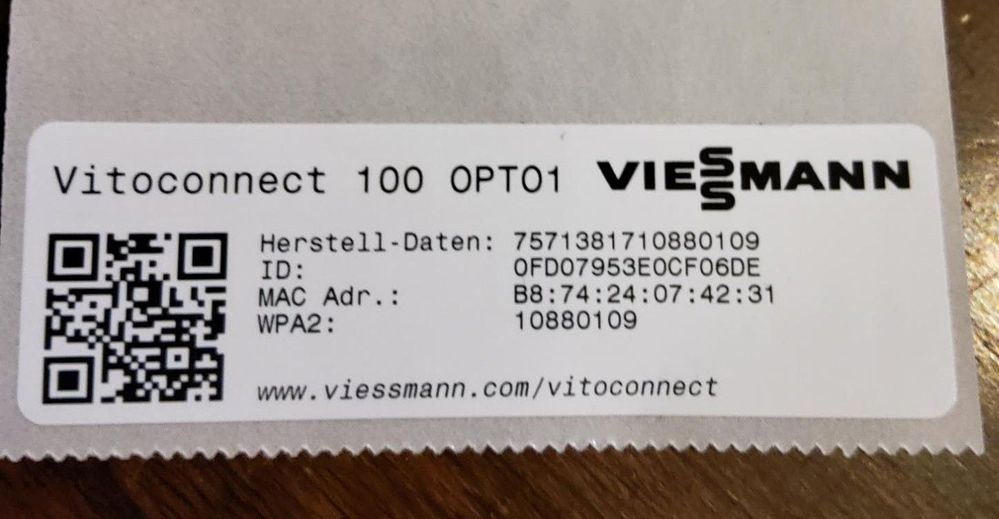 Vitoconnect 100 OPTO1 VIESSMANN
Herstell-Daten: 7571381710880109
ID: 0FD07953E0CF06DE
MAC Adr.: B8:74:24:07:42:31
WPA2: 10880109
www.viessmann.com/vitoconnect